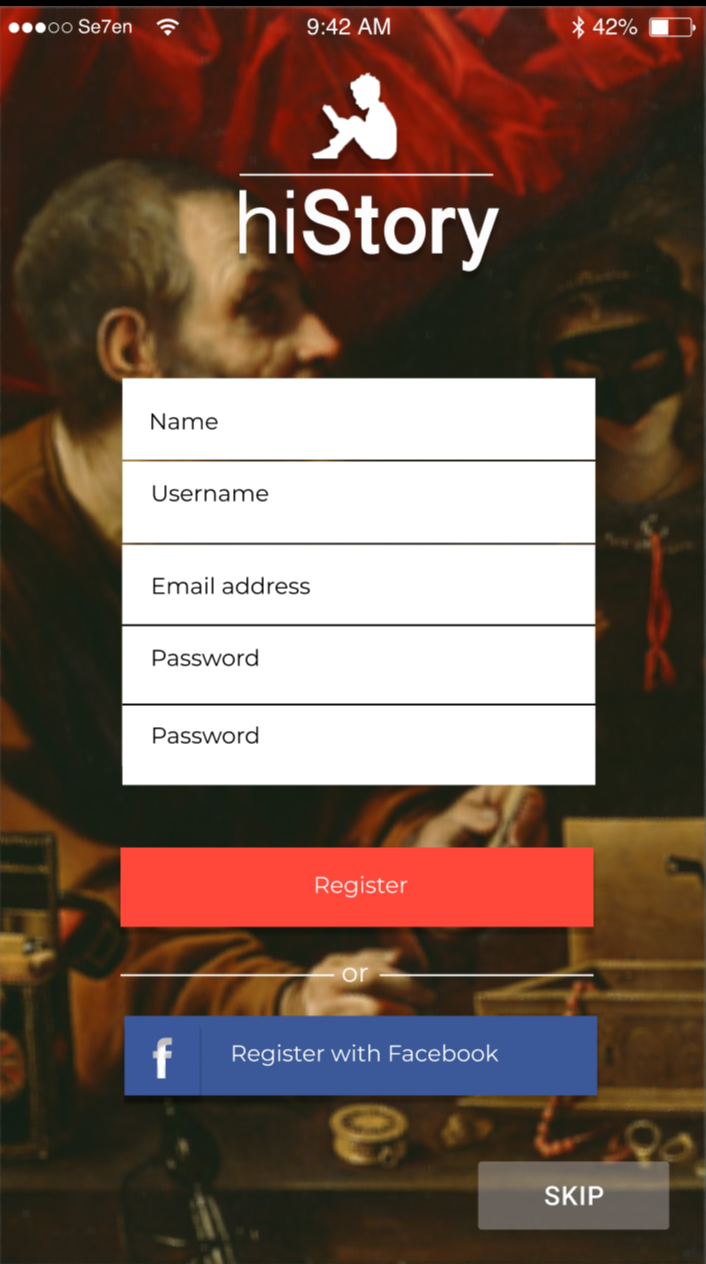 Se7en 9:42 AM 42%
hiStory
Name
Username
Email address
Password
Password
Register
or
f Register with Facebook
SKIP